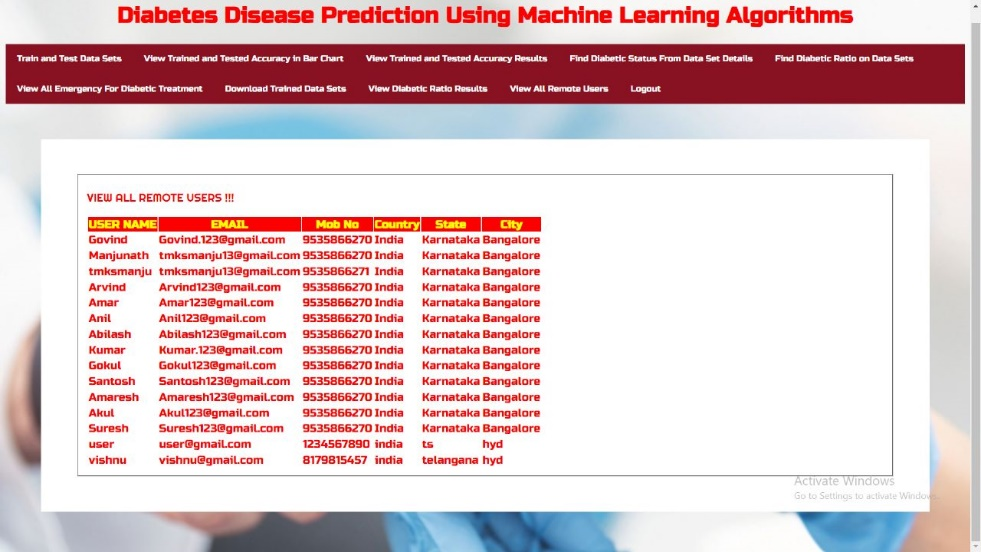 Diabetes Disease Prediction Using Machine Learning Algorithms
Train and Test Data Sets View Trained and Tested Accuracy in Bar Chart View Trained and Tested Accuracy Results Find Diabetic Status From Data Set Details Find Diabetic Ratio on Data Sets
View All Emergency For Diabetic Treatment Download Trained Data Sets View Diabetic Ratio Results View All Remote Users Logout
VIEW ALL REMOTE USERS !!!
USER NAME EMAIL Mob No Country State City
Govind Govind.123@gmail.com 9535866270 India Karnataka Bangalore
Manjunath tmksmanju13@gmail.com 9535866270 India Karnataka Bangalore
tmksmanju tmksmanju13@gmail.com 9535866271 India Karnataka Bangalore
Arvind Arvind123@gmail.com 9535866270 India Karnataka Bangalore
Amar Amar123@gmail.com 9535866270 India Karnataka Bangalore
Anil Anil123@gmail.com 9535866270 India Karnataka Bangalore
Abilash Abilash123@gmail.com 9535866270 India Karnataka Bangalore
Kumar Kumar.123@gmail.com 9535866270 India Karnataka Bangalore
Gokul Gokul123@gmail.com 9535866270 India Karnataka Bangalore
Santosh Santosh123@gmail.com 9535866270 India Karnataka Bangalore
Amaresh Amaresh123@gmail.com 9535866270 India Karnataka Bangalore
Akul Akul123@gmail.com 9535866270 India Karnataka Bangalore
Suresh Suresh123@gmail.com 9535866270 India Karnataka Bangalore
user user@gmail.com 1234567890 india ts hyd
vishnu vishnu@gmail.com 8179815457 india telangana hyd
Activate Windows
Go to Settings to activate Windows.